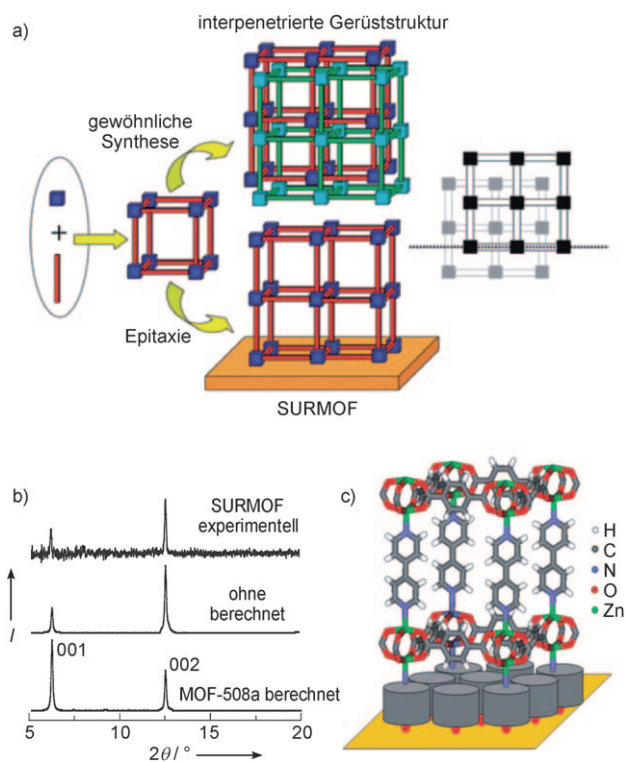 a)
interpenetrierte Gerüststruktur
gewöhnliche
Synthese
+
Epitaxie
SURMOF
b)
SURMOF
experimentell
ohne
berechnet
001
002
MOF-508a berechnet
I
5
10
15
20
2θ/ °
c)
H
C
N
O
Zn